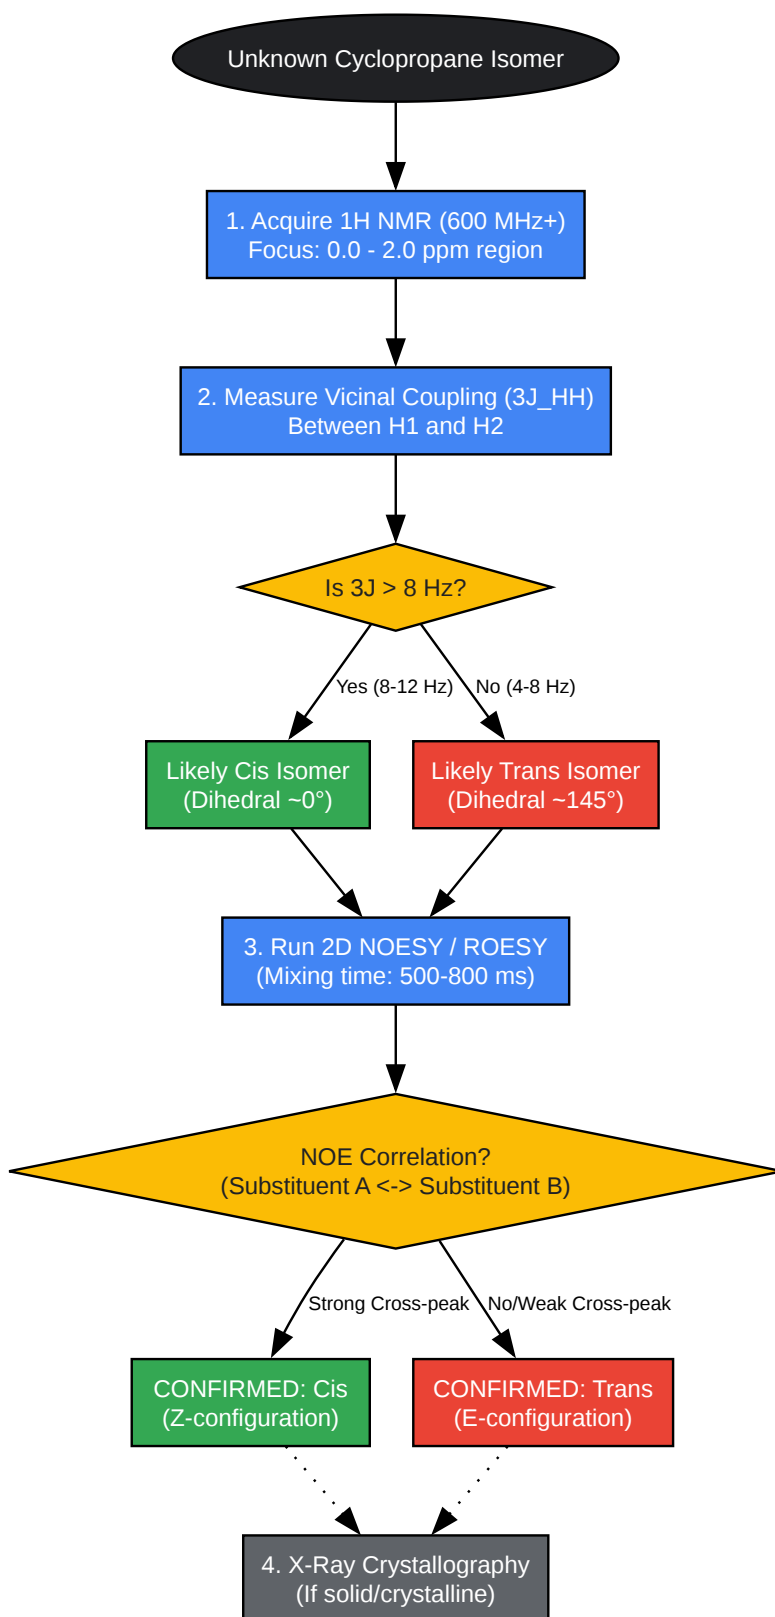 Unknown Cyclopropane Isomer
1. Acquire 1H NMR (600 MHz+)
Focus: 0.0 - 2.0 ppm region
2. Measure Vicinal Coupling (3J_HH)
Between H1 and H2
Is 3J > 8 Hz?
Yes (8-12 Hz)
No (4-8 Hz)
Likely Cis Isomer
(Dihedral ~0°)
Likely Trans Isomer
(Dihedral ~145°)
3. Run 2D NOESY / ROESY
(Mixing time: 500-800 ms)
NOE Correlation?
(Substituent A <-> Substituent B)
Strong Cross-peak
No/Weak Cross-peak
CONFIRMED: Cis
(Z-configuration)
CONFIRMED: Trans
(E-configuration)
4. X-Ray Crystallography
(If solid/crystalline)